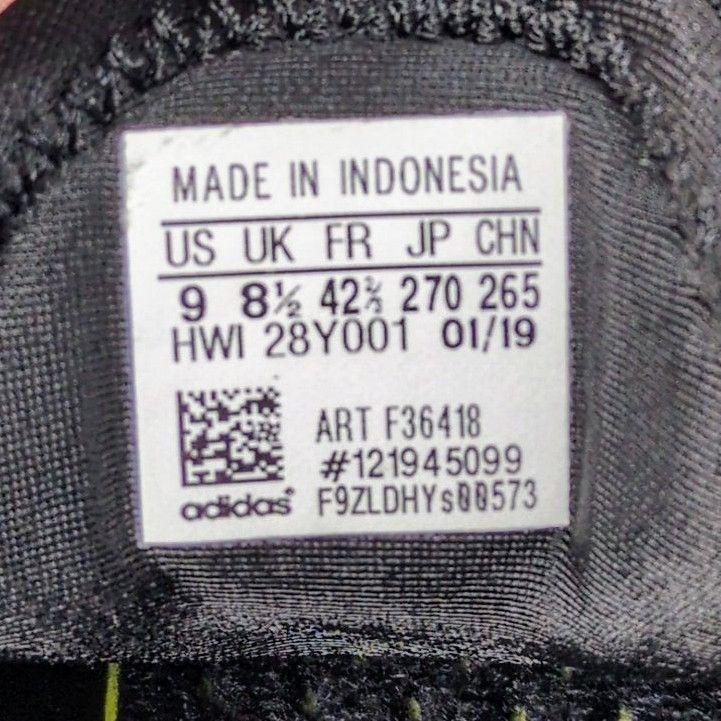 MADE IN INDONESIA
US UK FR JP CHN
9 8½ 42⅔ 270 265
HWI 28Y001 01/19
ART F36418
#121945099
adidas® F9ZLDHYs00573